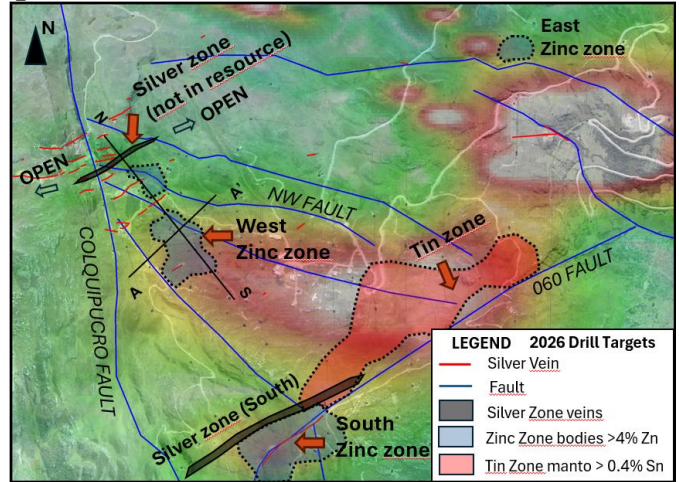 N
East
Zinc zone
Silver zone
(not in resource)
OPEN
N
OPEN
A'
NW FAULT
West
Zinc zone
Tin zone
COLQUIPUCRO FAULT
A
S
060 FAULT
Silver zone (South)
South
Zinc zone
LEGEND 2026 Drill Targets
Silver Vein
Fault
Silver Zone veins
Zinc Zone bodies >4% Zn
Tin Zone manto > 0.4% Sn